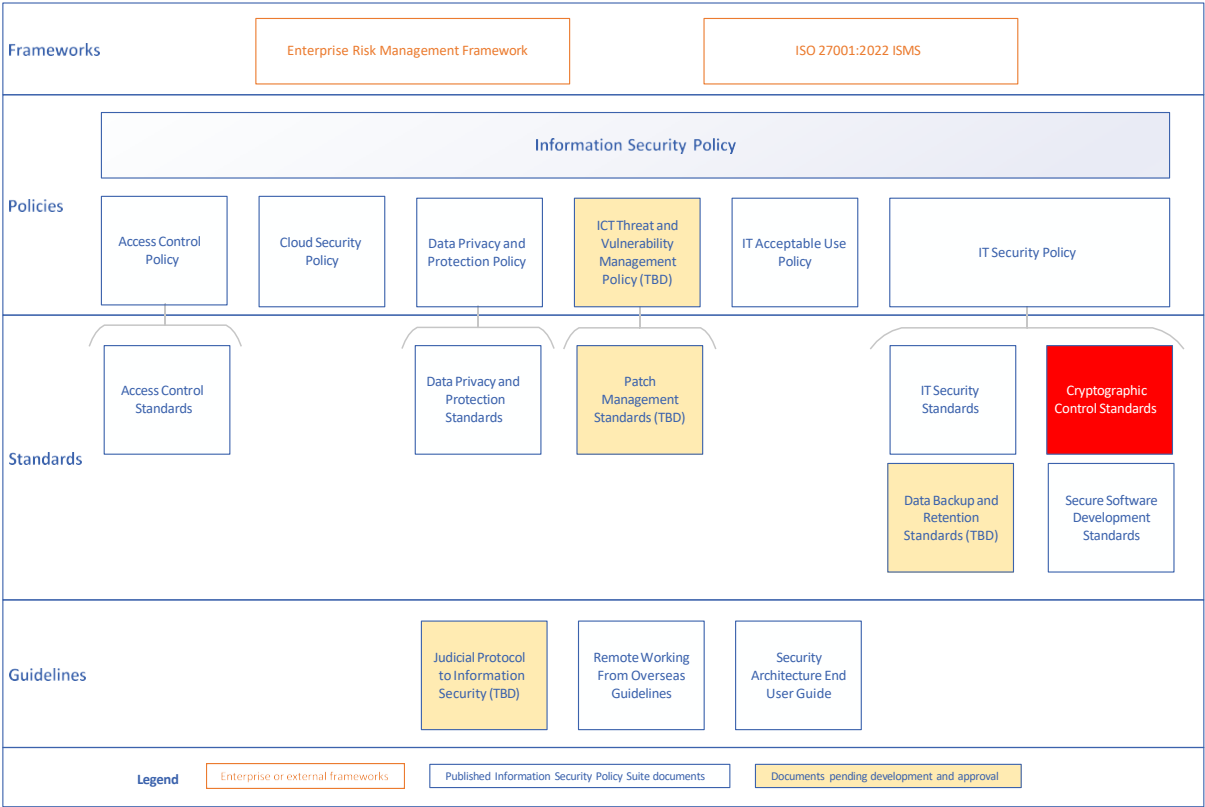 Frameworks
Enterprise Risk Management Framework
ISO 27001:2022 ISMS
Policies
Information Security Policy
Access Control
Policy
Cloud Security
Policy
Data Privacy and
Protection Policy
ICT Threat and
Vulnerability
Management
Policy (TBD)
IT Acceptable Use
Policy
IT Security Policy
Standards
Access Control
Standards
Data Privacy and
Protection
Standards
Patch
Management
Standards (TBD)
IT Security
Standards
Cryptographic
Control Standards
Data Backup and
Retention
Standards (TBD)
Secure Software
Development
Standards
Guidelines
Judicial Protocol
to Information
Security (TBD)
Remote Working
From Overseas
Guidelines
Security
Architecture End
User Guide
Legend
Enterprise or external frameworks
Published Information Security Policy Suite documents
Documents pending development and approval